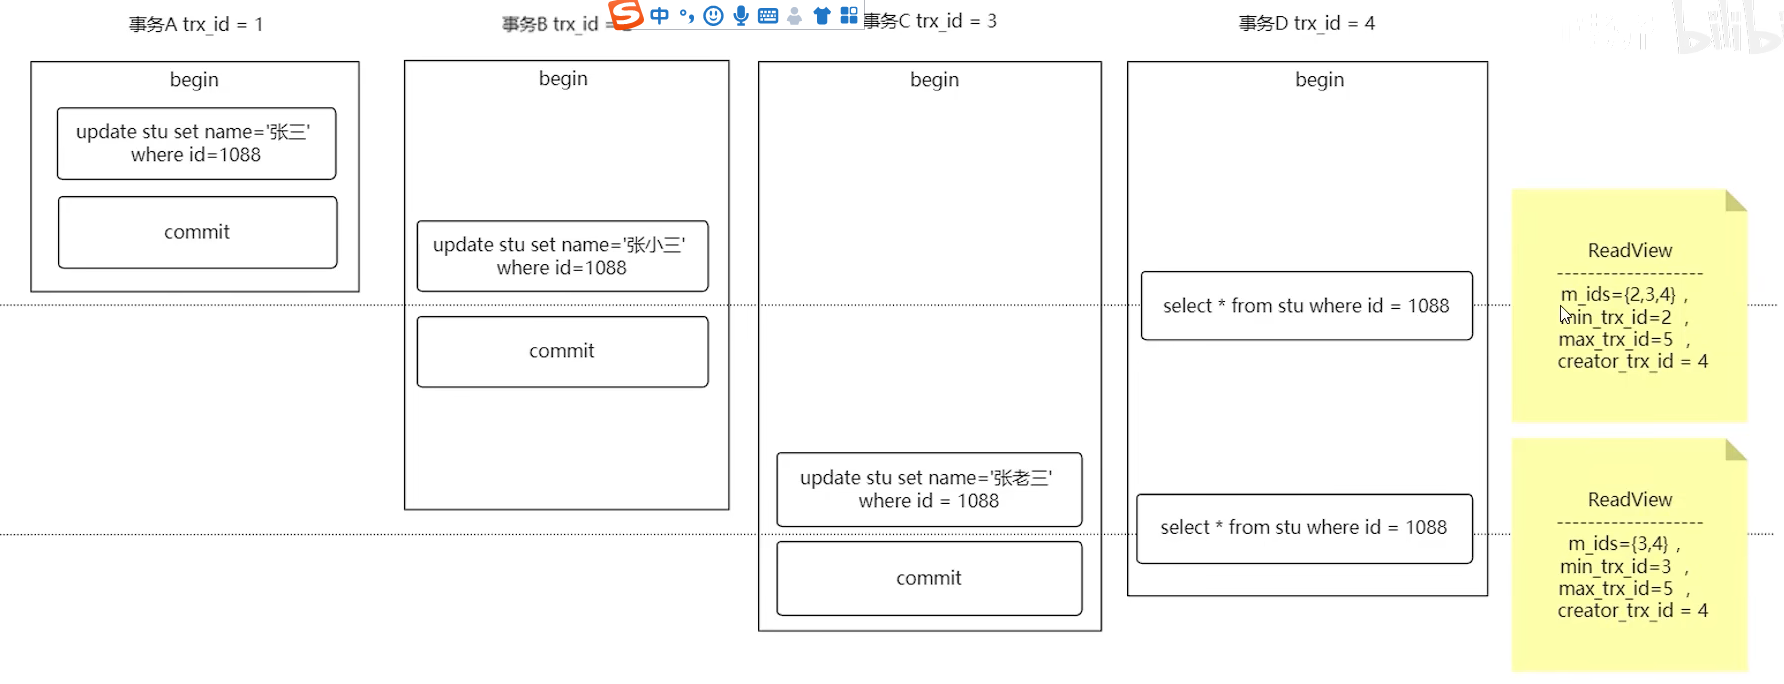 事务A trx_id = 1
事务B trx_id =
中
事务C trx_id = 3
事务D trx_id = 4
begin
update stu set name='张三'
where id=1088
commit
begin
update stu set name='张小三'
where id=1088
commit
begin
update stu set name='张老三'
where id = 1088
commit
begin
select * from stu where id = 1088
select * from stu where id = 1088
ReadView
-------------------
m_ids={2,3,4} ,
min_trx_id=2 ,
max_trx_id=5 ,
creator_trx_id = 4
ReadView
-------------------
m_ids={3,4} ,
min_trx_id=3 ,
max_trx_id=5 ,
creator_trx_id = 4